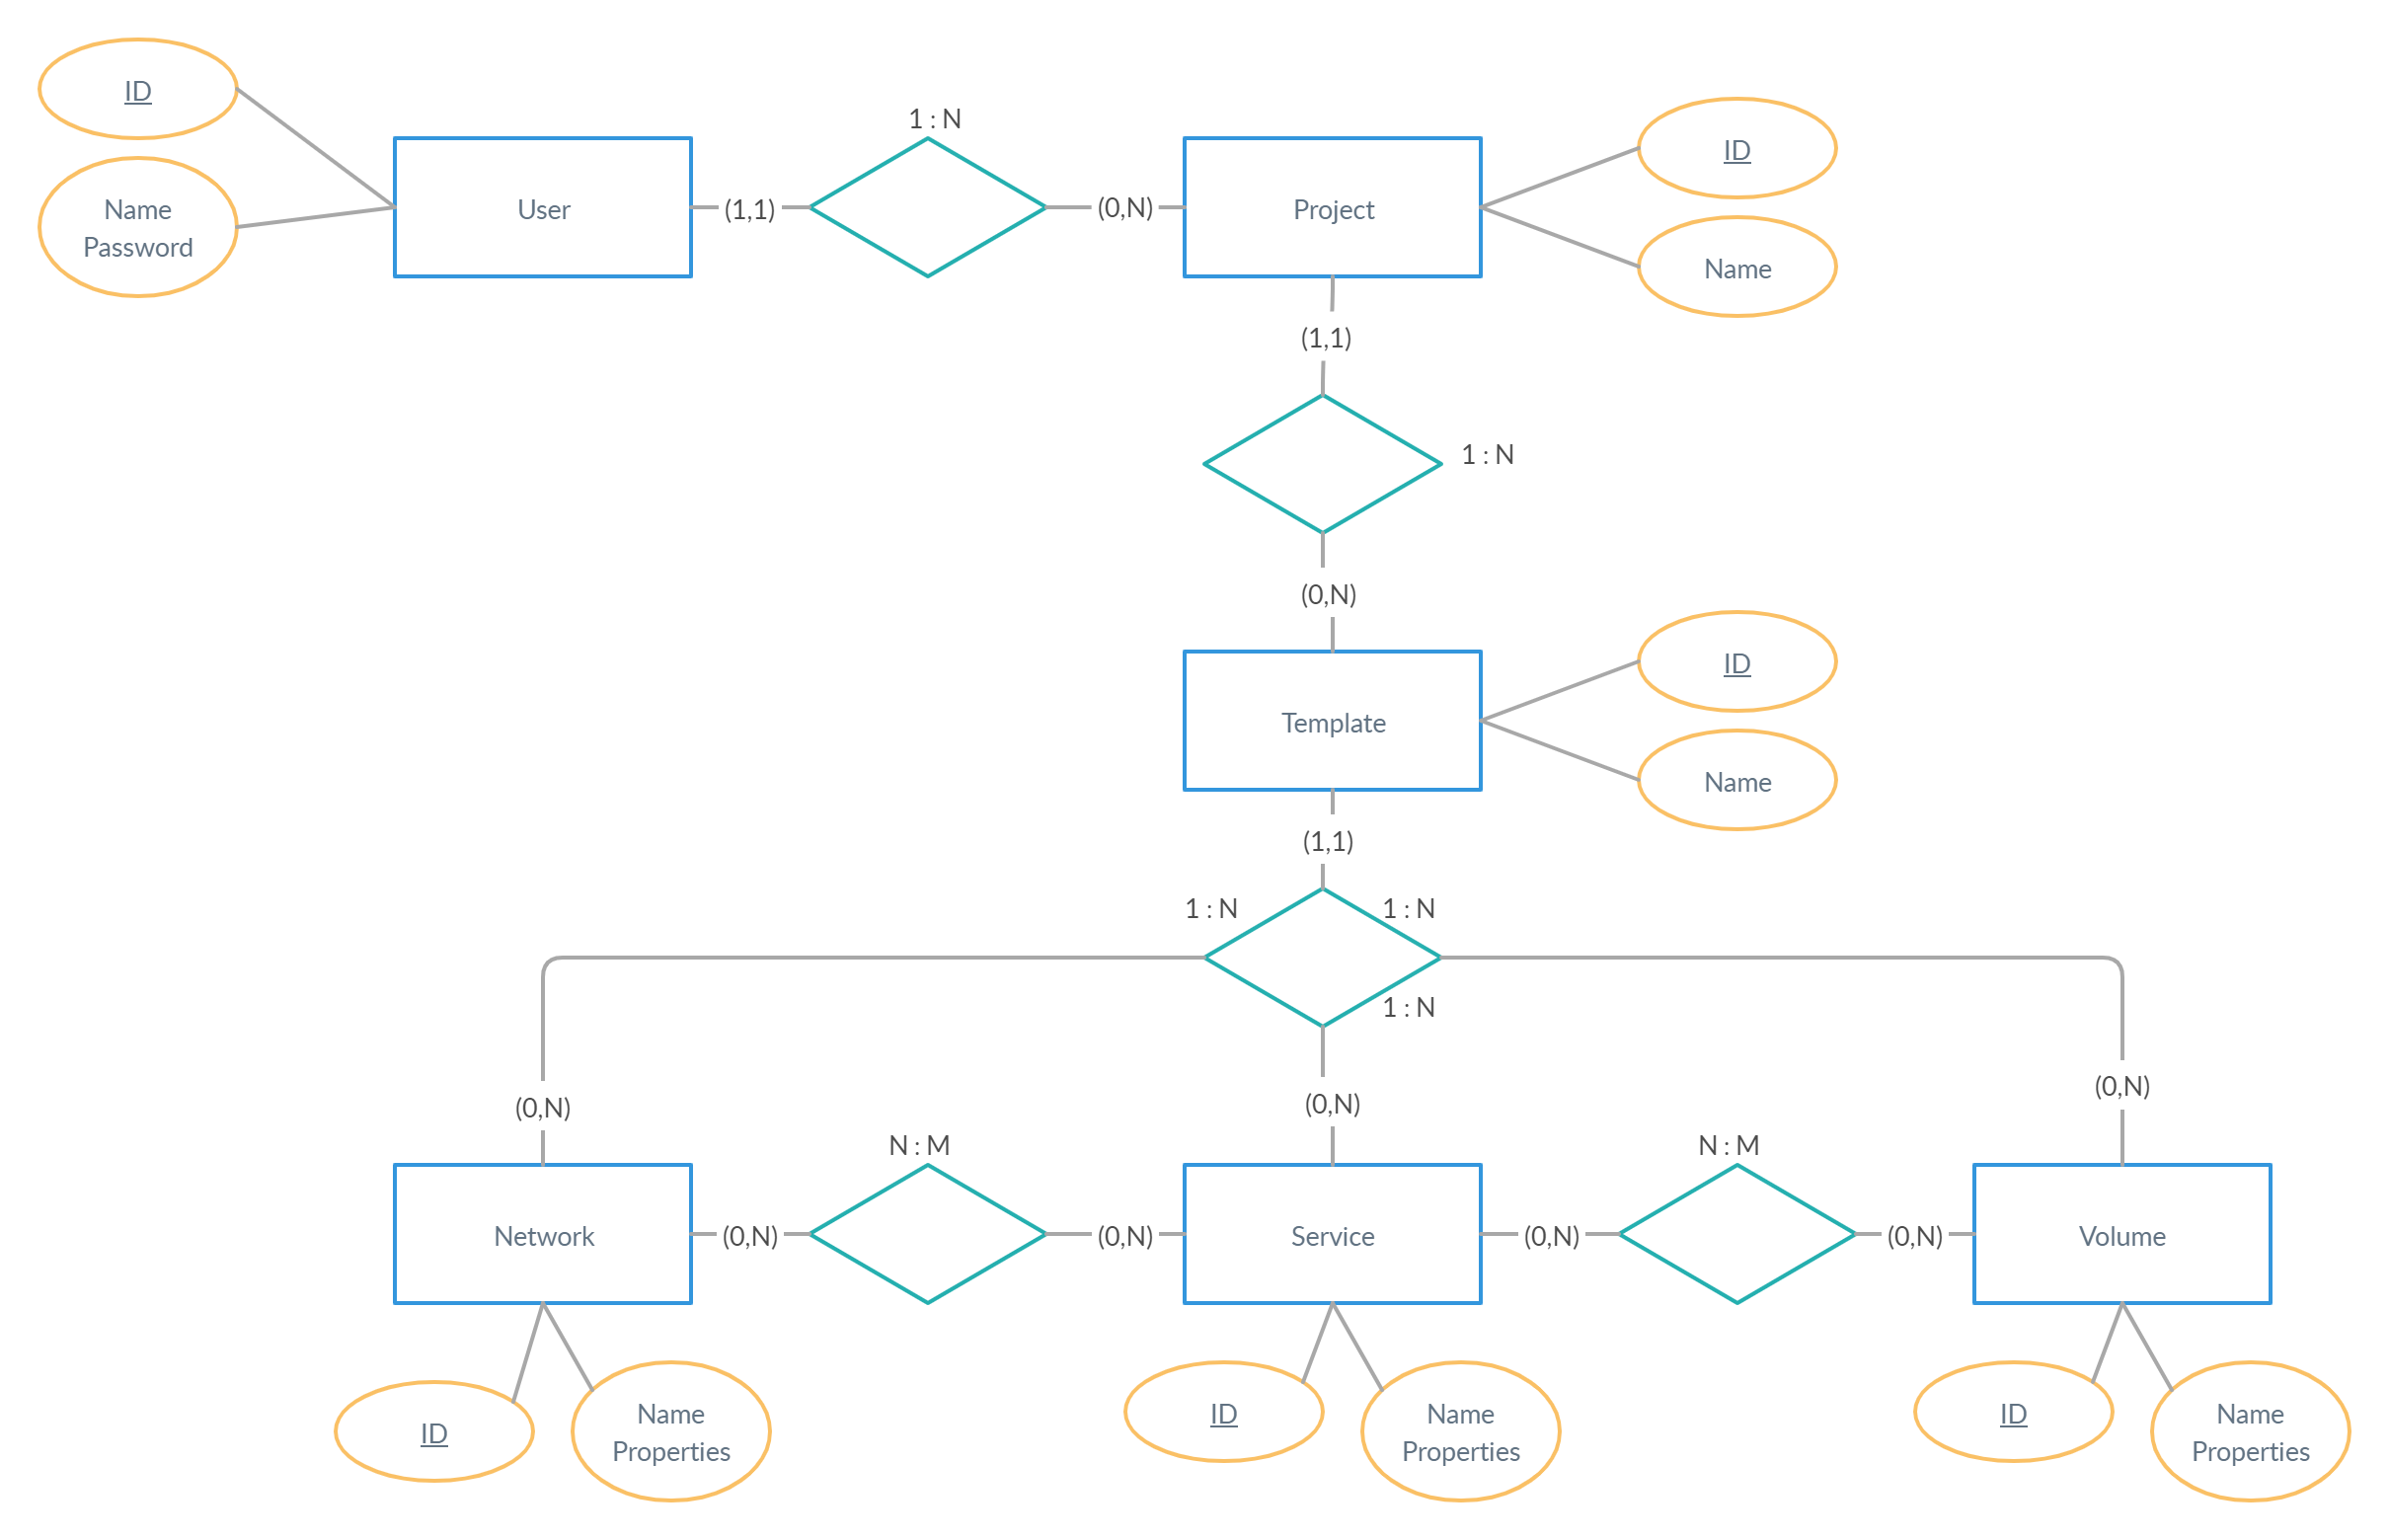 ID
Name
Password
User
(1,1)
1 : N
(0,N)
Project
ID
Name
(1,1)
1 : N
(0,N)
Template
ID
Name
(1,1)
1 : N
1 : N
1 : N
(0,N)
(0,N)
(0,N)
Network
(0,N)
N : M
(0,N)
Service
(0,N)
N : M
(0,N)
Volume
ID
Name
Properties
ID
Name
Properties
ID
Name
Properties